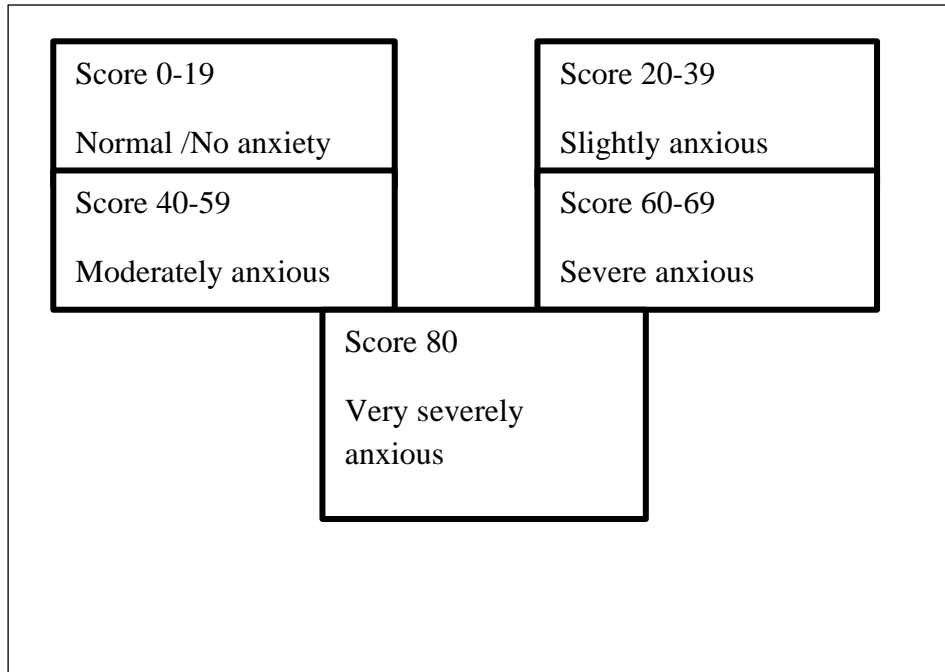 Score 0-19
Normal /No anxiety
Score 20-39
Slightly anxious
Score 40-59
Moderately anxious
Score 60-69
Severe anxious
Score 80
Very severely
anxious